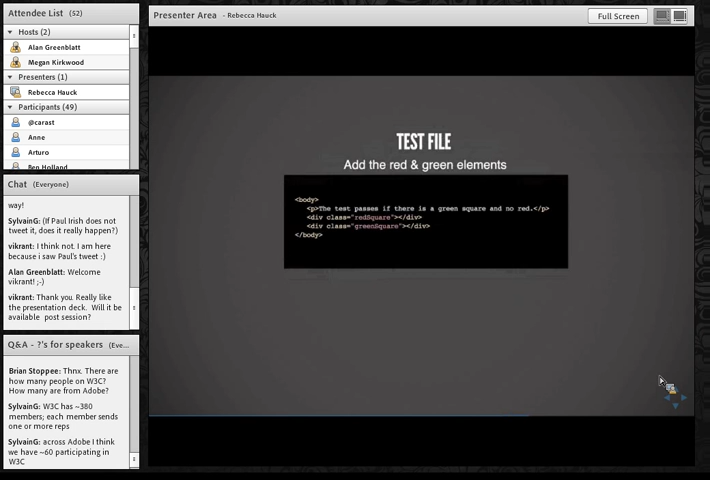 Attendee List (52)
Hosts (2)
Alan Greenblatt
Megan Kirkwood
Presenters (1)
Rebecca Hauck
Participants (49)
@carast
Anne
Arturo
Ben Holland
Chat (Everyone)
way!
SylvainG: (If Paul Irish does not
tweet it, does it really happen?)
vikrant: I think not. I am here
because i saw Paul's tweet :)
Alan Greenblatt: Welcome
vikrant! ;-)
vikrant: Thank you. Really like
the presentation deck. Will it be
available post session?
Q&A - ?'s for speakers (Eve...
Brian Stoppee: Thnx. There are
how many people on W3C?
How many are from Adobe?
SylvainG: W3C has ~380
members; each member sends
one or more reps
SylvainG: across Adobe I think
we have ~60 participating in
W3C
Presenter Area - Rebecca Hauck
Full Screen
TEST FILE
Add the red & green elements
<body>
<p>The test passes if there is a green square and no red.</p>
<div class="redSquare"></div>
<div class="greenSquare"></div>
</body>